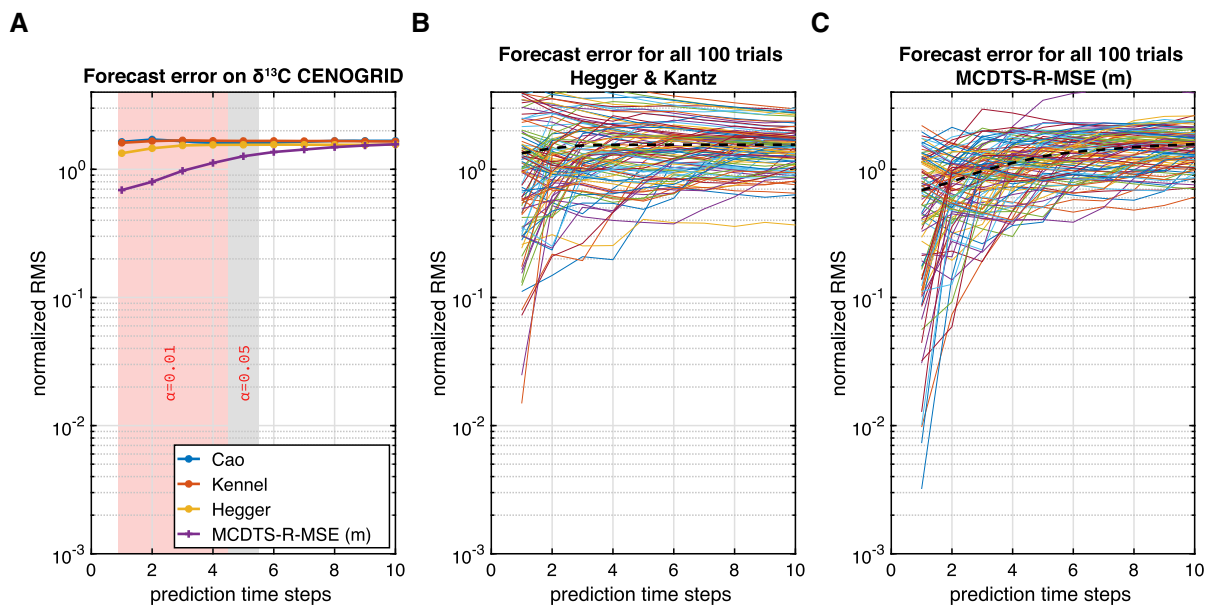 A
B
C
Forecast error on δ¹³C CENOGRID
Forecast error for all 100 trials
Hegger & Kantz
Forecast error for all 100 trials
MCDTS-R-MSE (m)
normalized RMS
10⁰
10⁻¹
10⁻²
10⁻³
α=0.01
α=0.05
Cao
Kennel
Hegger
MCDTS-R-MSE (m)
0 2 4 6 8 10
prediction time steps
normalized RMS
10⁰
10⁻¹
10⁻²
10⁻³
0 2 4 6 8 10
prediction time steps
normalized RMS
10⁰
10⁻¹
10⁻²
10⁻³
0 2 4 6 8 10
prediction time steps